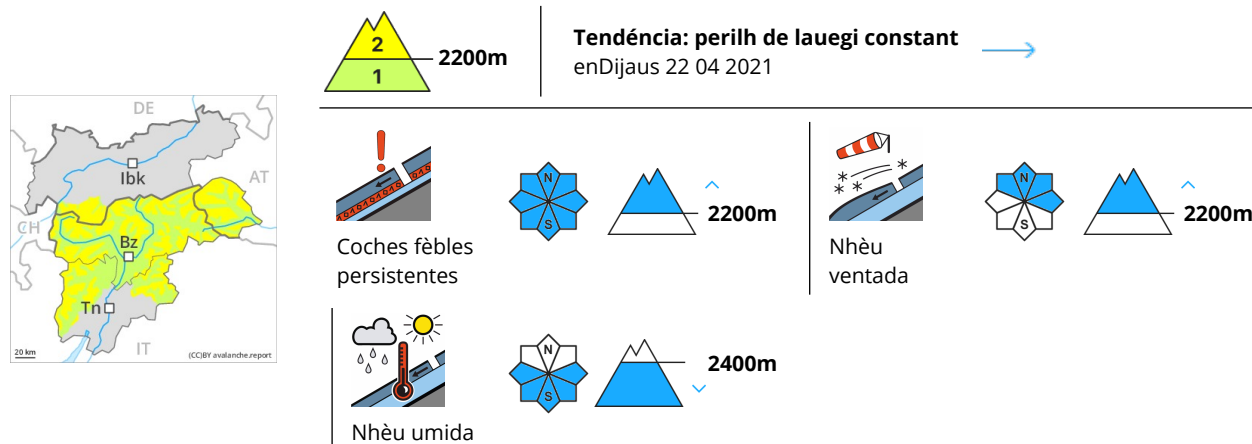 2
1
2200m
Tendéncia: perilh de lauegi constant
enDijaus 22 04 2021
DE
Ibk
AT
CH
Bz
Tn
IT
20 km
(CC)BY avalanche.report
N
S
2200m
Coches fèbles
persistentes
N
S
2200m
Nhèu
ventada
N
S
2400m
Nhèu umida